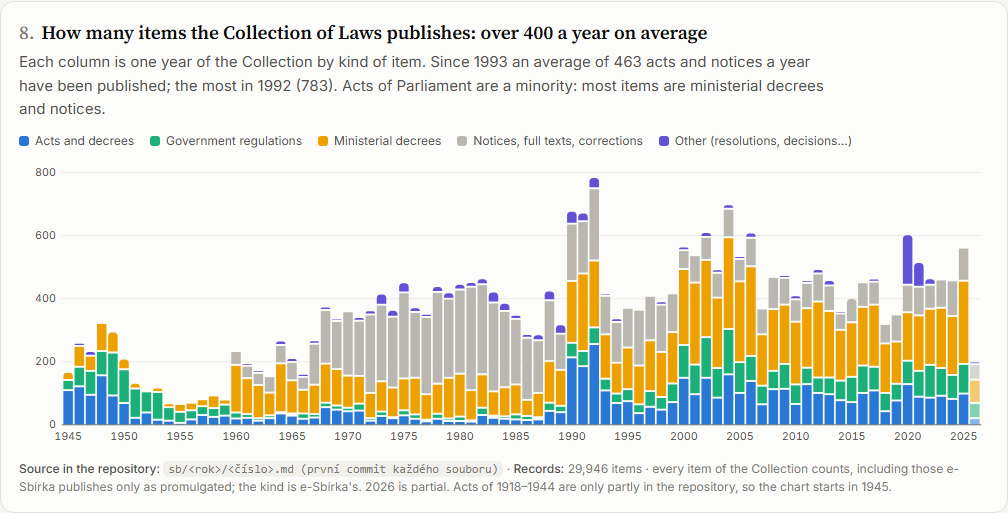 8. How many items the Collection of Laws publishes: over 400 a year on average
Each column is one year of the Collection by kind of item. Since 1993 an average of 463 acts and notices a year
have been published; the most in 1992 (783). Acts of Parliament are a minority: most items are ministerial decrees
and notices.
Acts and decrees Government regulations Ministerial decrees Notices, full texts, corrections Other (resolutions, decisions…)
800
600
400
200
0
1945 1950 1955 1960 1965 1970 1975 1980 1985 1990 1995 2000 2005 2010 2015 2020 2025
Source in the repository: sb/<rok>/<číslo>.md (první commit každého souboru) · Records: 29,946 items · every item of the Collection counts, including those e-
Sbírka publishes only as promulgated; the kind is e-Sbírka's. 2026 is partial. Acts of 1918–1944 are only partly in the repository, so the chart starts in 1945.